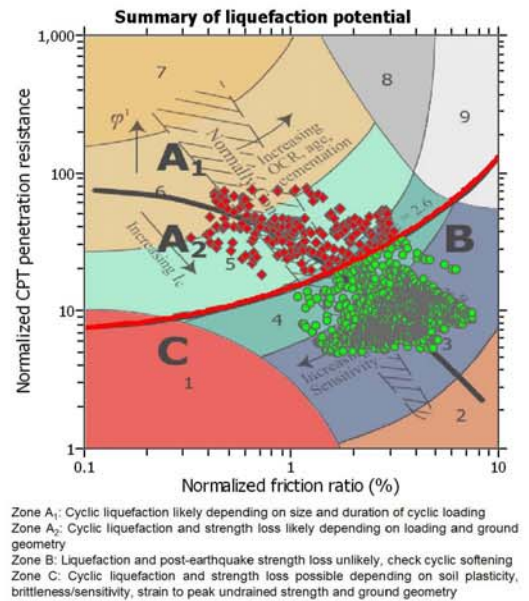 Summary of liquefaction potential
Normalized CPT penetration resistance
1,000
100
10
1
7
8
9
φ'
A1
6
Increasing
OCR, age,
cementation
A2
Increasing Ic
5
= 2.6
B
4
C
1
3
Sensitivity
2
0.1
1
10
Normalized friction ratio (%)
Zone A1: Cyclic liquefaction likely depending on size and duration of cyclic loading
Zone A2: Cyclic liquefaction and strength loss likely depending on loading and ground
geometry
Zone B: Liquefaction and post-earthquake strength loss unlikely, check cyclic softening
Zone C: Cyclic liquefaction and strength loss possible depending on soil plasticity,
brittleness/sensitivity, strain to peak undrained strength and ground geometry